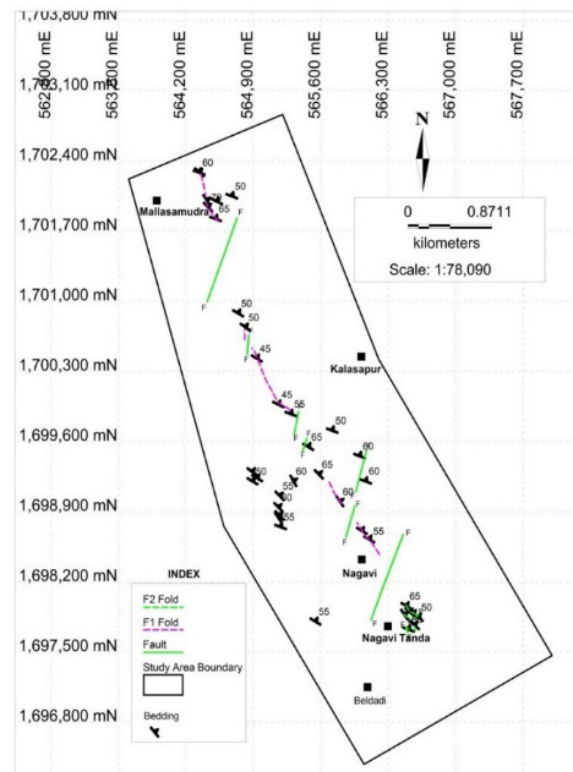 1,703,800 mN
562,800 mE
563,500 mE
564,200 mE
564,900 mE
565,600 mE
566,300 mE
567,000 mE
567,700 mE
1,703,100 mN
N
1,702,400 mN
60
50
70
65
F
Mallasamudra
0 0.8711
kilometers
Scale: 1:78,090
1,701,700 mN
1,701,000 mN
F
50
50
F
45
F
1,700,300 mN
Kalasapur
45
55
F
50
1,699,600 mN
F
65
60
F
50
60
65
60
55
F
60
F
1,698,900 mN
55
F
55
F
Nagavi
1,698,200 mN
INDEX
F2 Fold
F1 Fold
Fault
Study Area Boundary
Bedding
65
50
55
F
F
Nagavi Tanda
1,697,500 mN
Beldadi
1,696,800 mN